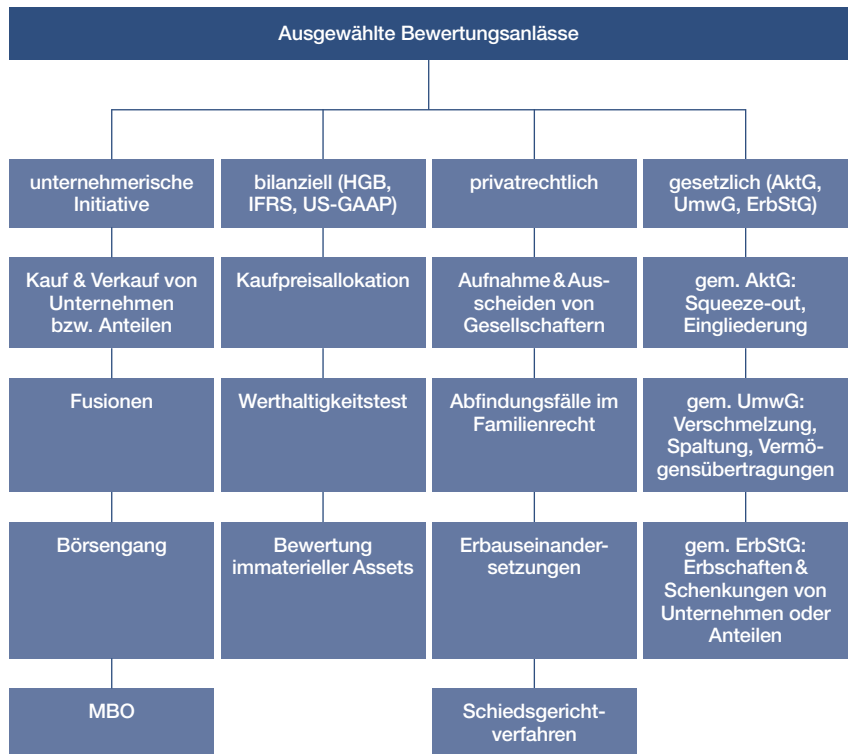 Ausgewählte Bewertungsanlässe
unternehmerische
Initiative
bilanziell (HGB,
IFRS, US-GAAP)
privatrechtlich
gesetzlich (AktG,
UmwG, ErbStG)
Kauf & Verkauf von
Unternehmen
bzw. Anteilen
Kaufpreisallokation
Aufnahme & Aus-
scheiden von
Gesellschaftern
gem. AktG:
Squeeze-out,
Eingliederung
Fusionen
Werthaltigkeitstest
Abfindungsfälle im
Familienrecht
gem. UmwG:
Verschmelzung,
Spaltung, Vermö-
gensübertragungen
Börsengang
Bewertung
immaterieller Assets
Erbauseinander-
setzungen
gem. ErbStG:
Erbschaften &
Schenkungen von
Unternehmen oder
Anteilen
MBO
Schiedsgericht-
verfahren